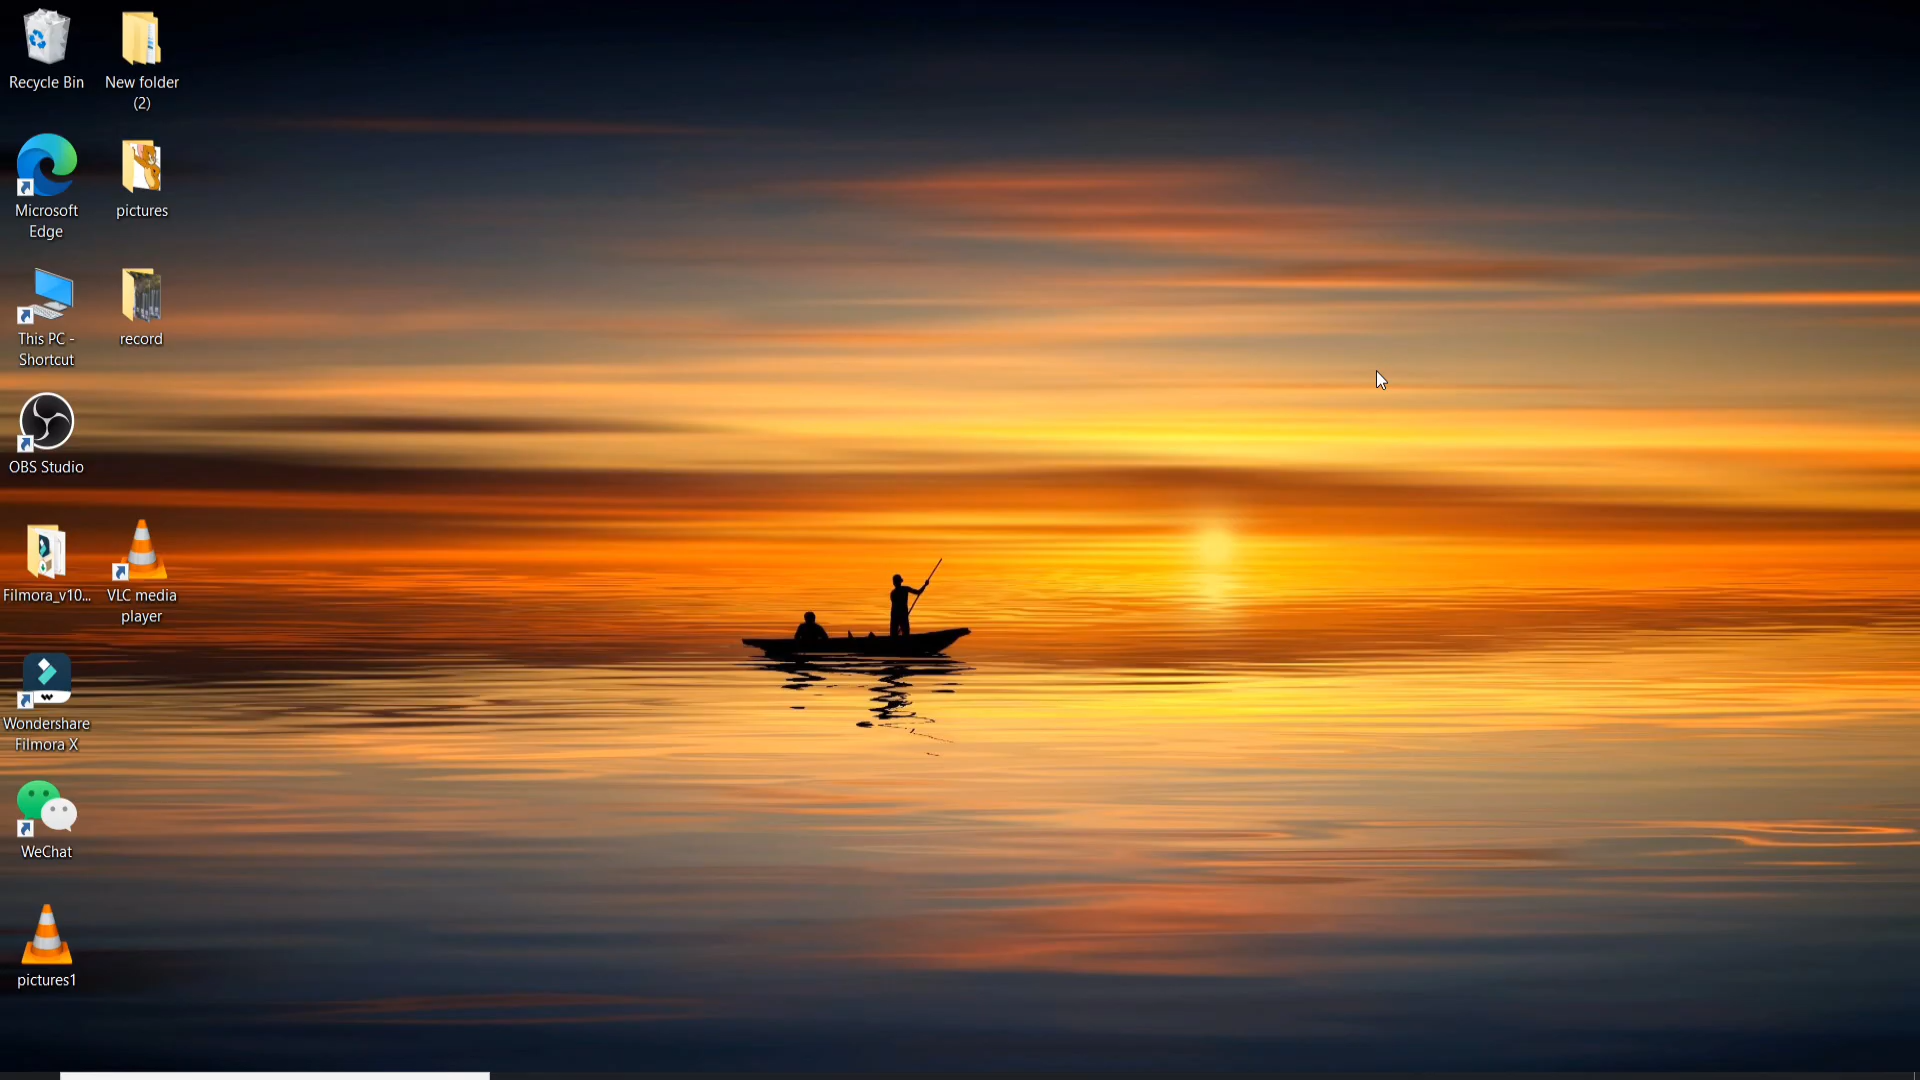 Recycle Bin
New folder
(2)
Microsoft
Edge
pictures
This PC -
Shortcut
record
OBS Studio
Filmora_v10...
VLC media
player
Wondershare
Filmora X
WeChat
pictures1